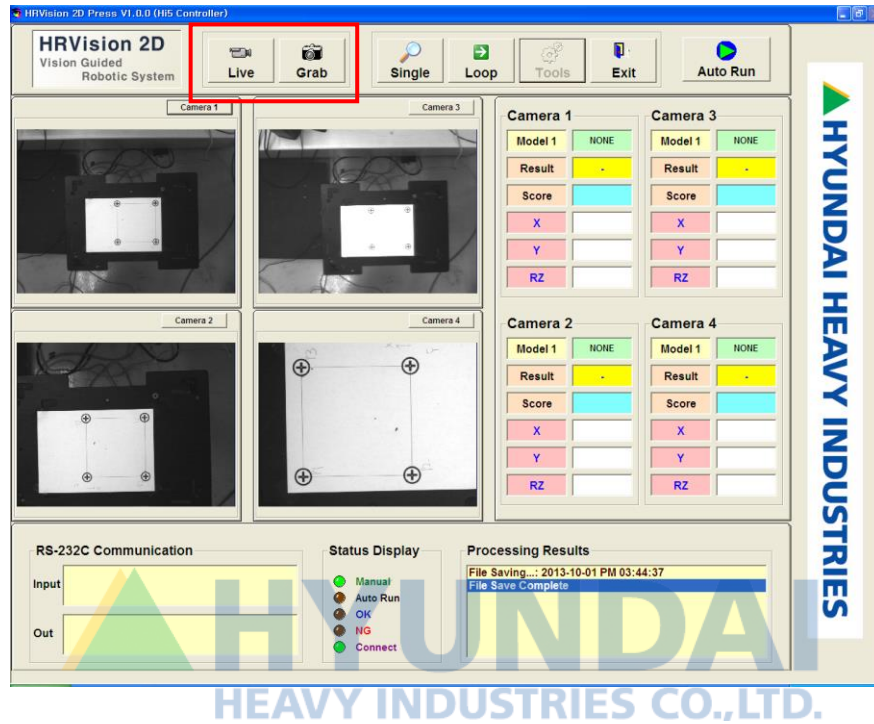 HRVision 2D Press V1.0.0 (Hi5 Controller)
HRVision 2D
Vision Guided
Robotic System
Live
Grab
Single
Loop
Tools
Exit
Auto Run
Camera 1
Camera 3
Camera 2
Camera 4
Camera 1
Model 1 NONE
Result -
Score
X
Y
RZ
Camera 3
Model 1 NONE
Result -
Score
X
Y
RZ
Camera 2
Model 1 NONE
Result -
Score
X
Y
RZ
Camera 4
Model 1 NONE
Result -
Score
X
Y
RZ
HYUNDAI HEAVY INDUSTRIES
RS-232C Communication
Input
Out
Status Display
Manual
Auto Run
OK
NG
Connect
Processing Results
File Saving...: 2013-10-01 PM 03:44:37
File Save Complete
HYUNDAI
HEAVY INDUSTRIES CO.,LTD.